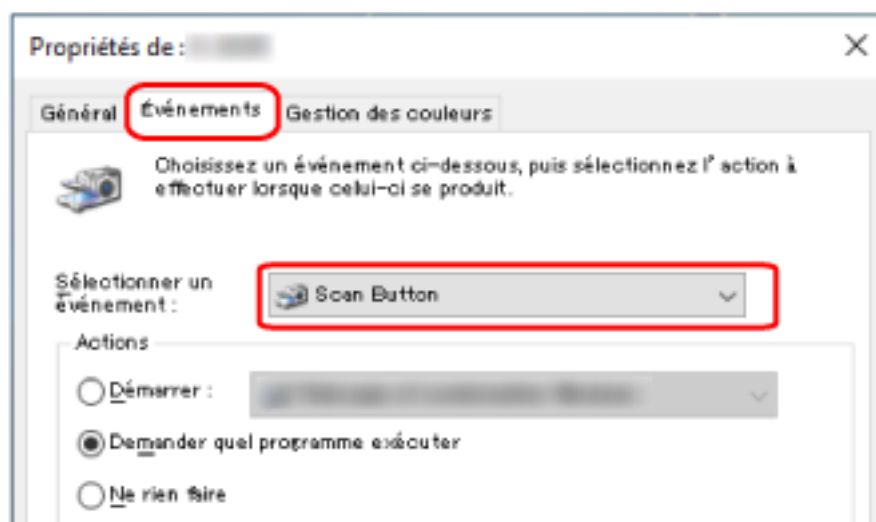 Propriétés de :
Général Événements Gestion des couleurs
Choisissez un événement ci-dessous, puis sélectionnez l'action à
effectuer lorsque celui-ci se produit.
Sélectionner un
événement :
Scan Button
Actions
Démarrer :
Demander quel programme exécuter
Ne rien faire